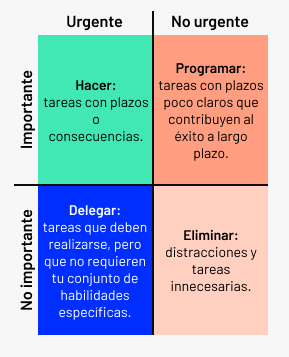 Urgente
No urgente
Importante
Hacer:
tareas con plazos
o
consecuencias.
Programar:
tareas con plazos
poco claros que
contribuyen al
éxito a largo
plazo.
No importante
Delegar:
tareas que deben
realizarse, pero
que no requieren
tu conjunto de
habilidades
específicas.
Eliminar:
distracciones y
tareas
innecesarias.